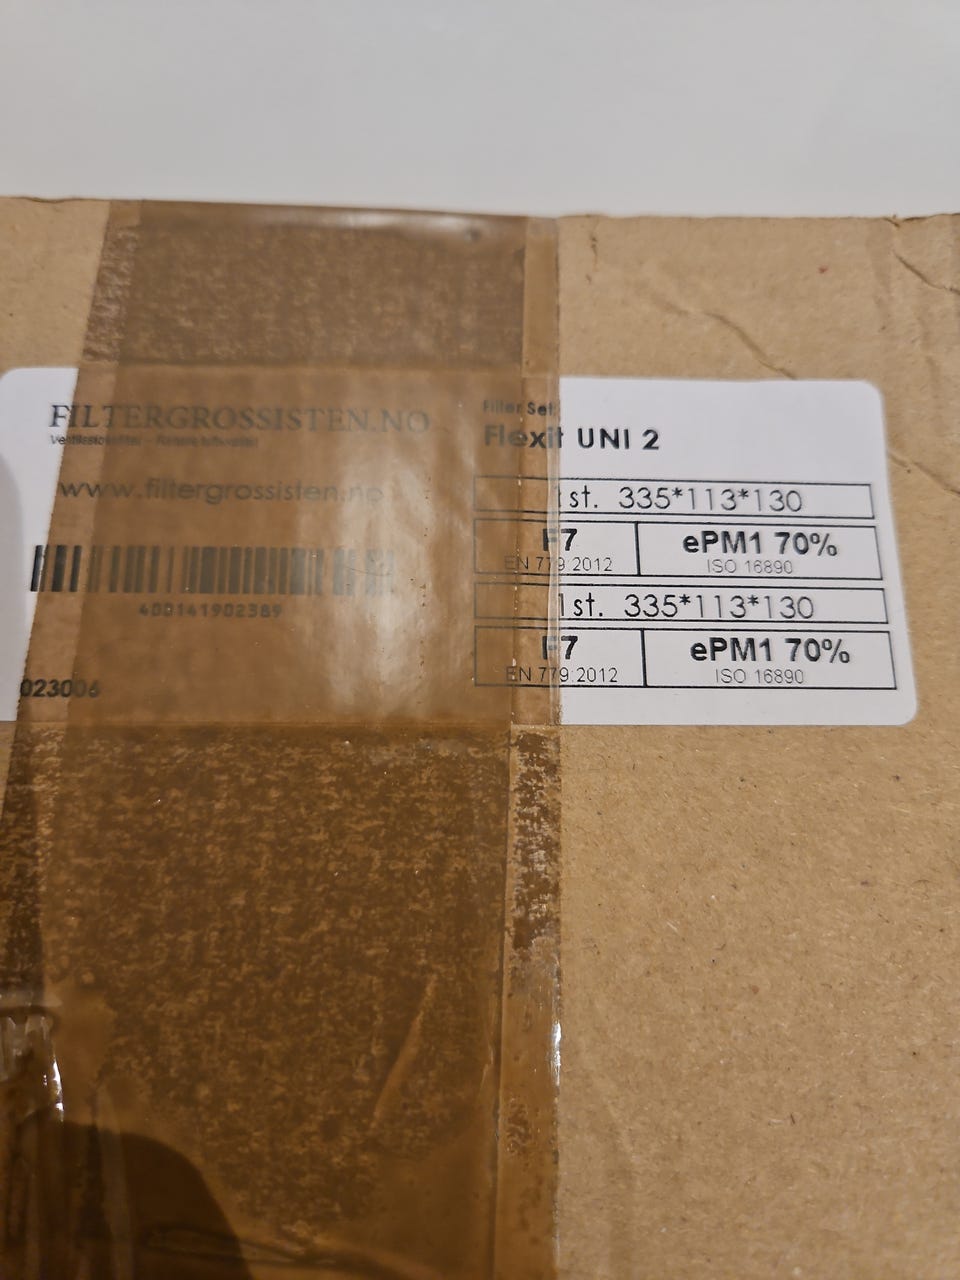 FILTERGROSSISTEN.NO
www.filtergrossisten.no
400141902389
023006
Filter Set:
Flexit UNI 2
1st. 335*113*130
F7
EN 779:2012
ePM1 70%
ISO 16890
1st. 335*113*130
F7
EN 779:2012
ePM1 70%
ISO 16890